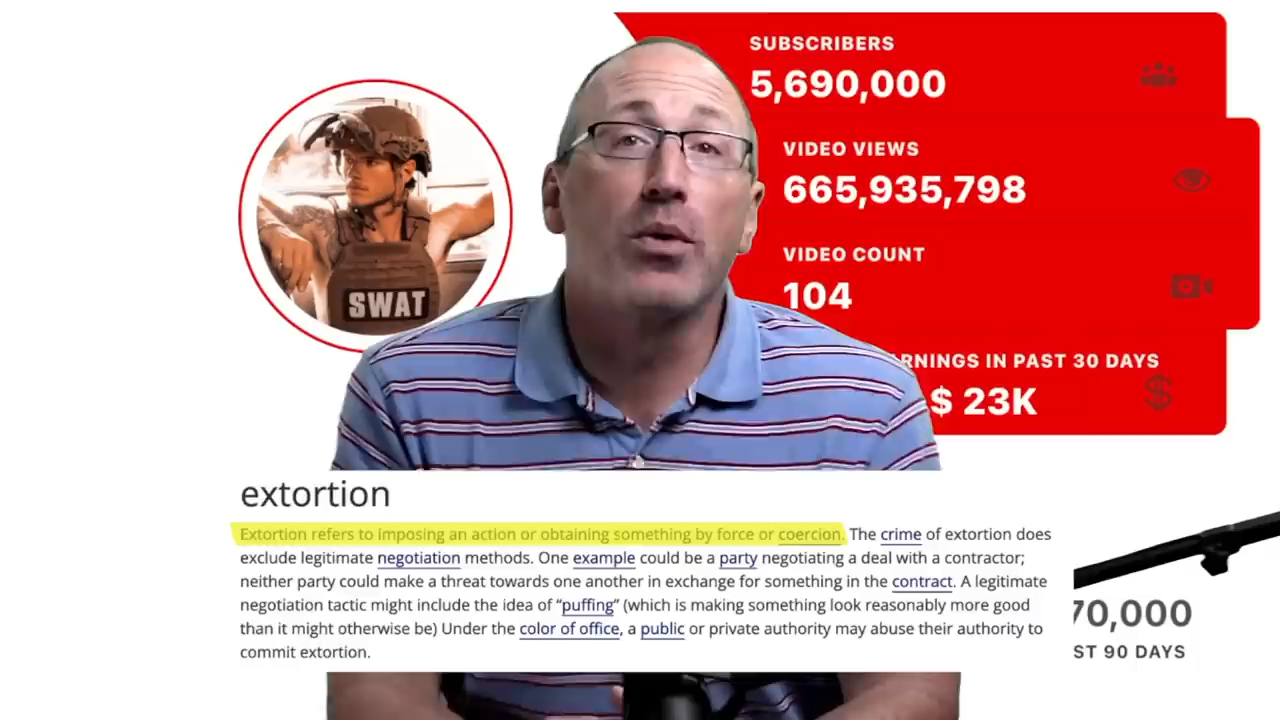 SUBSCRIBERS
5,690,000
VIDEO VIEWS
665,935,798
VIDEO COUNT
104
RNINGS IN PAST 30 DAYS
$ 23K
SWAT
extortion
Extortion refers to imposing an action or obtaining something by force or coercion. The crime of extortion does
exclude legitimate negotiation methods. One example could be a party negotiating a deal with a contractor;
neither party could make a threat towards one another in exchange for something in the contract. A legitimate
negotiation tactic might include the idea of “puffing” (which is making something look reasonably more good
than it might otherwise be) Under the color of office, a public or private authority may abuse their authority to
commit extortion.
70,000
ST 90 DAYS